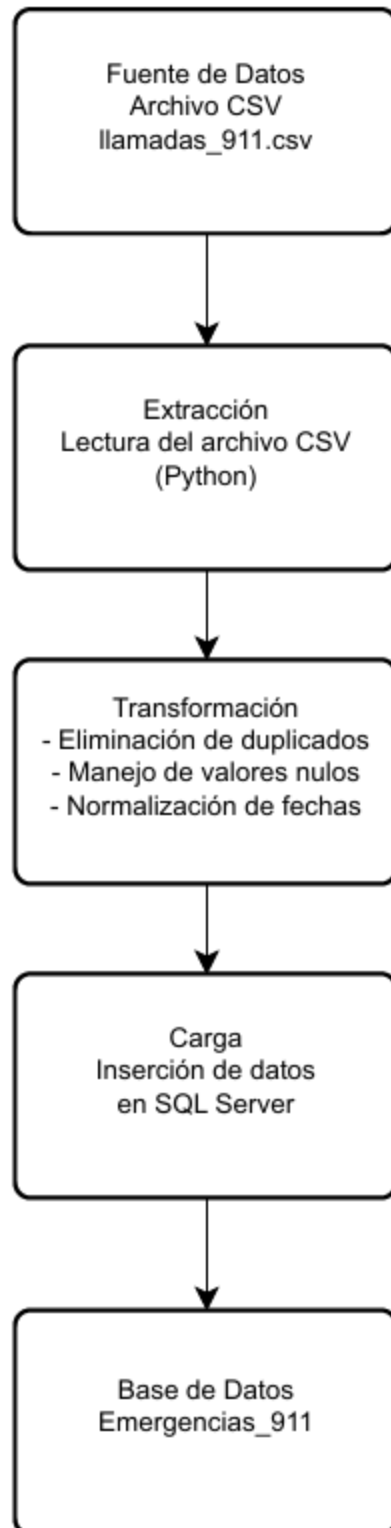 Fuente de Datos
Archivo CSV
llamadas_911.csv
Extracción
Lectura del archivo CSV
(Python)
Transformación
- Eliminación de duplicados
- Manejo de valores nulos
- Normalización de fechas
Carga
Inserción de datos
en SQL Server
Base de Datos
Emergencias_911